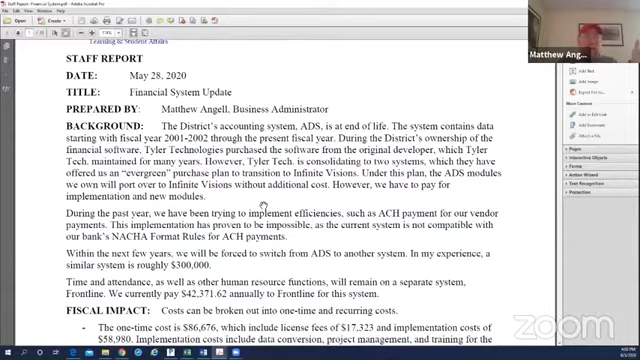 Staff Report - Financial System.pdf - Adobe Acrobat Pro
Open
Create
Learning & Student Affairs
STAFF REPORT
DATE: May 28, 2020
TITLE: Financial System Update
PREPARED BY: Matthew Angell, Business Administrator
BACKGROUND: The District's accounting system, ADS, is at end of life. The system contains data
starting with fiscal year 2001-2002 through the present fiscal year. During the District's ownership of the
financial software, Tyler Technologies purchased the software from the original developer, which Tyler
Tech. maintained for many years. However, Tyler Tech. is consolidating to two systems, which they have
offered us an "evergreen" purchase plan to transition to Infinite Visions. Under this plan, the ADS modules
we own will port over to Infinite Visions without additional cost. However, we have to pay for
implementation and new modules.
During the past year, we have been trying to implement efficiencies, such as ACH payment for our vendor
payments. This implementation has proven to be impossible, as the current system is not compatible with
our bank's NACHA Format Rules for ACH payments.
Within the next few years, we will be forced to switch from ADS to another system. In my experience, a
similar system is roughly $300,000.
Time and attendance, as well as other human resource functions, will remain on a separate system,
Frontline. We currently pay $42,371.62 annually to Frontline for this system.
FISCAL IMPACT: Costs can be broken out into one-time and recurring costs.
- The one-time cost is $86,676, which include license fees of $17,323 and implementation costs of
$58,980. Implementation costs include data conversion, project management, and training for the
Matthew Ang...
Add Text
Add Image
Export File to...
More Content
Add or Edit Link
Add Bookmark
Attach a File
Pages
Interactive Objects
Forms
Action Wizard
Text Recognition
Protection
zoom